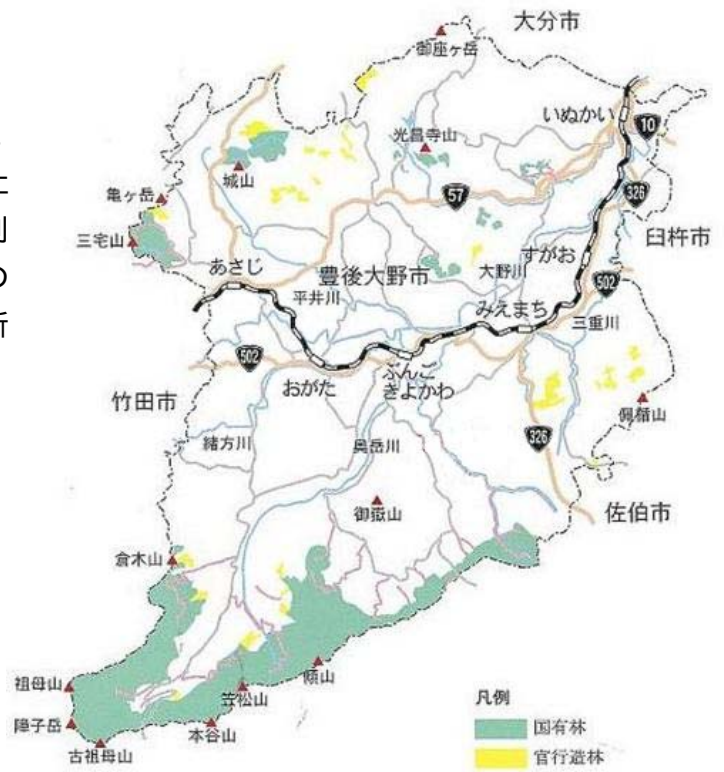 大分市
御座ヶ岳
いぬかい
10
光昌寺山
城山
亀ヶ岳
57
326
三宅山
臼杵市
すがお
あさじ
豊後大野市
大野川
502
平井川
みえまち
三重川
502
ぶんご
きよかわ
おがた
竹田市
佩楯山
緒方川
奥岳川
326
御嶽山
佐伯市
倉木山
傾山
祖母山
笠松山
障子岳
本谷山
古祖母山
凡例
国有林
官行造林